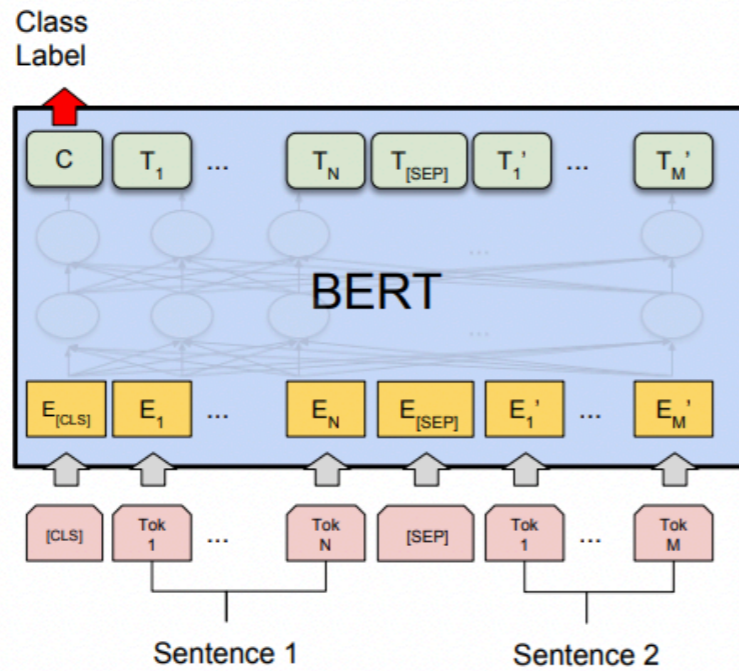 Class
Label
C T1 ... TN T[SEP] T1' ... TM'
...
BERT
...
E[CLS] E1 ... EN E[SEP] E1' ... EM'
[CLS] Tok 1 ... Tok N [SEP] Tok 1 ... Tok M
Sentence 1 Sentence 2